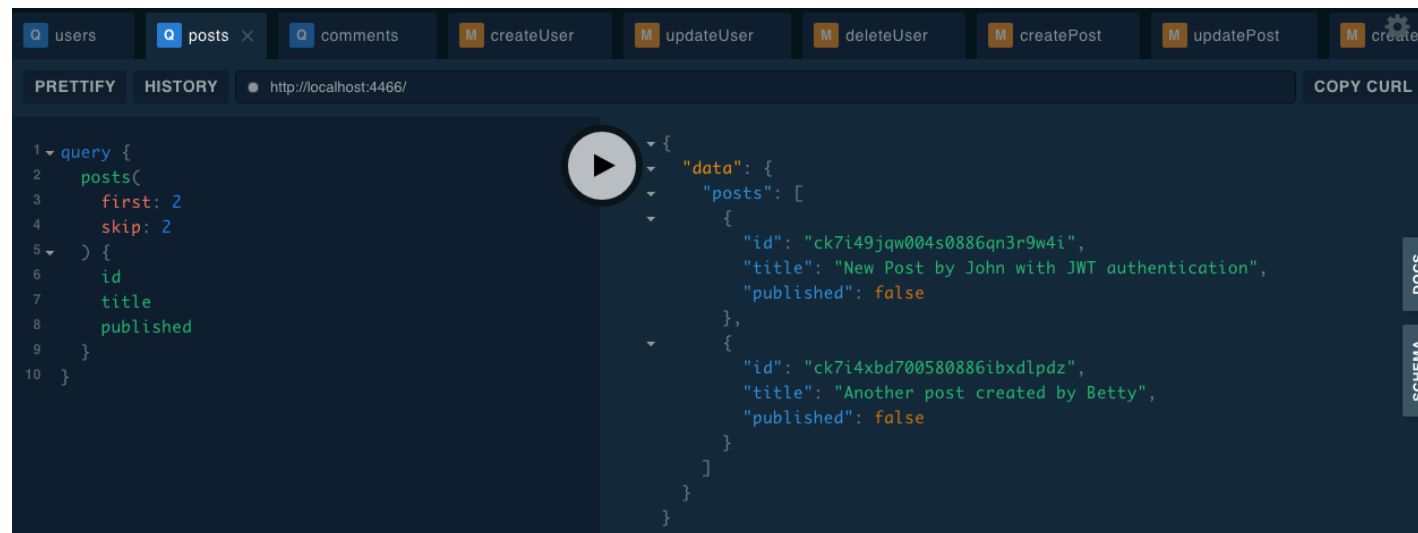 Q users Q posts × Q comments M createUser M updateUser M deleteUser M createPost M updatePost M create
PRETTIFY HISTORY http://localhost:4466/ COPY CURL
1 query {
2 posts(
3 first: 2
4 skip: 2
5 ) {
6 id
7 title
8 published
9 }
10 }
{
"data": {
"posts": [
{
"id": "ck7i49jqw004s0886qn3r9w4i",
"title": "New Post by John with JWT authentication",
"published": false
},
{
"id": "ck7i4xbd700580886ibxdlpdz",
"title": "Another post created by Betty",
"published": false
}
]
}
}
DOCS
SCHEMA